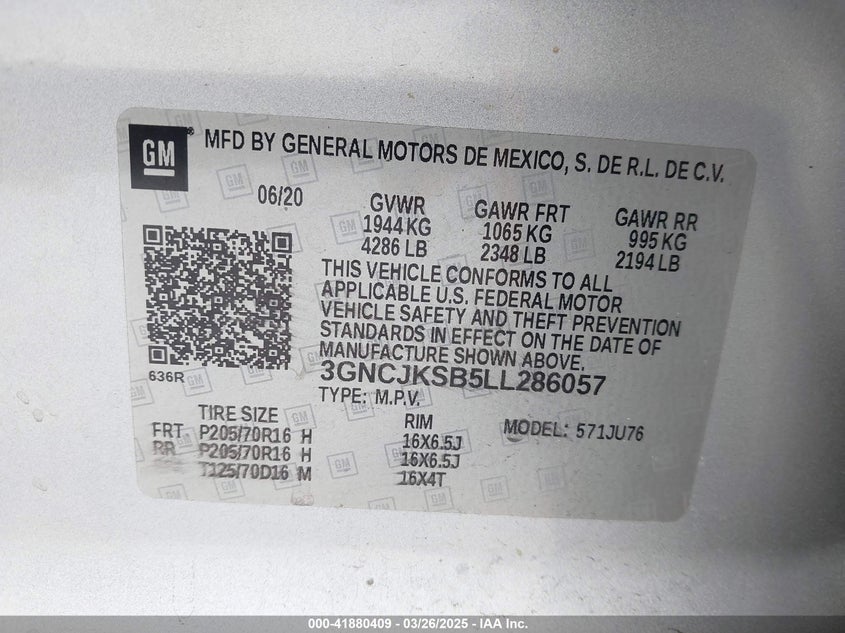 GM
MFD BY GENERAL MOTORS DE MEXICO, S. DE R.L. DE C.V.
06/20
GVWR GAWR FRT GAWR RR
1944 KG 1065 KG 995 KG
4286 LB 2348 LB 2194 LB
THIS VEHICLE CONFORMS TO ALL
APPLICABLE U.S. FEDERAL MOTOR
VEHICLE SAFETY AND THEFT PREVENTION
STANDARDS IN EFFECT ON THE DATE OF
MANUFACTURE SHOWN ABOVE.
636R
3GNCJKSB5LL286057
TYPE: M.P.V.
MODEL: 571JU76
TIRE SIZE RIM
FRT P205/70R16 H 16X6.5J
RR P205/70R16 H 16X6.5J
T125/70D16 M 16X4T
000-41880409 - 03/26/2025 - IAA Inc.